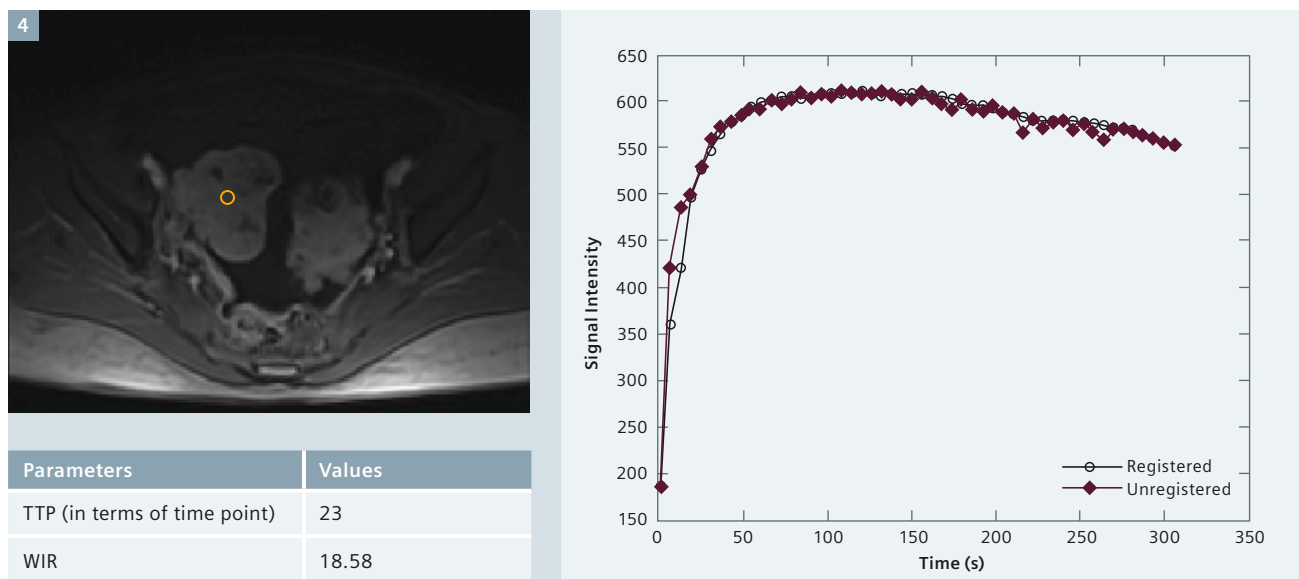 4
Parameters Values
TTP (in terms of time point) 23
WIR 18.58
650
600
550
500
450
400
350
300
250
200
150
Signal Intensity
0 50 100 150 200 250 300 350
Time (s)
Registered
Unregistered